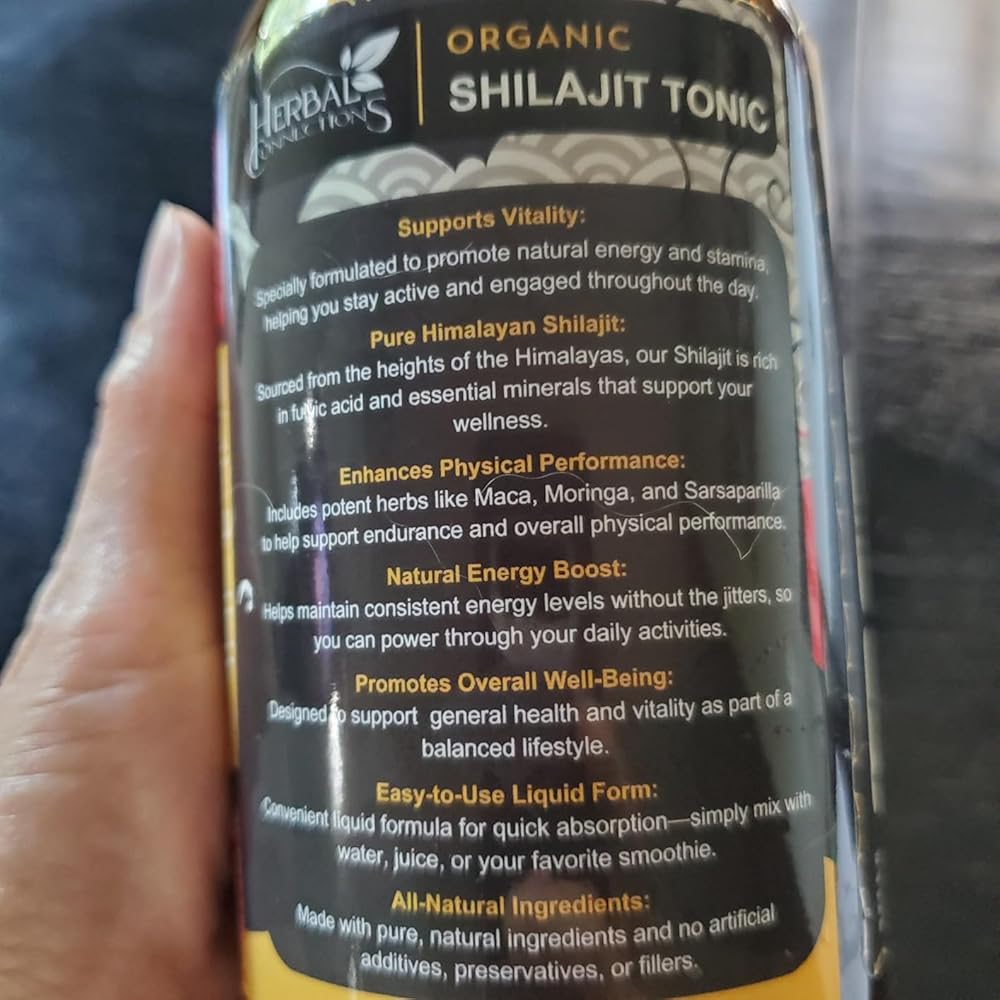 HERBAL
CONNECTIONS
ORGANIC
SHILAJIT TONIC
Supports Vitality:
Specially formulated to promote natural energy and stamina,
helping you stay active and engaged throughout the day.
Pure Himalayan Shilajit:
Sourced from the heights of the Himalayas, our Shilajit is rich
in fulvic acid and essential minerals that support your
wellness.
Enhances Physical Performance:
Includes potent herbs like Maca, Moringa, and Sarsaparilla
to help support endurance and overall physical performance.
Natural Energy Boost:
Helps maintain consistent energy levels without the jitters, so
you can power through your daily activities.
Promotes Overall Well-Being:
Designed to support general health and vitality as part of a
balanced lifestyle.
Easy-to-Use Liquid Form:
Convenient liquid formula for quick absorption—simply mix with
water, juice, or your favorite smoothie.
All-Natural Ingredients:
Made with pure, natural ingredients and no artificial
additives, preservatives, or fillers.